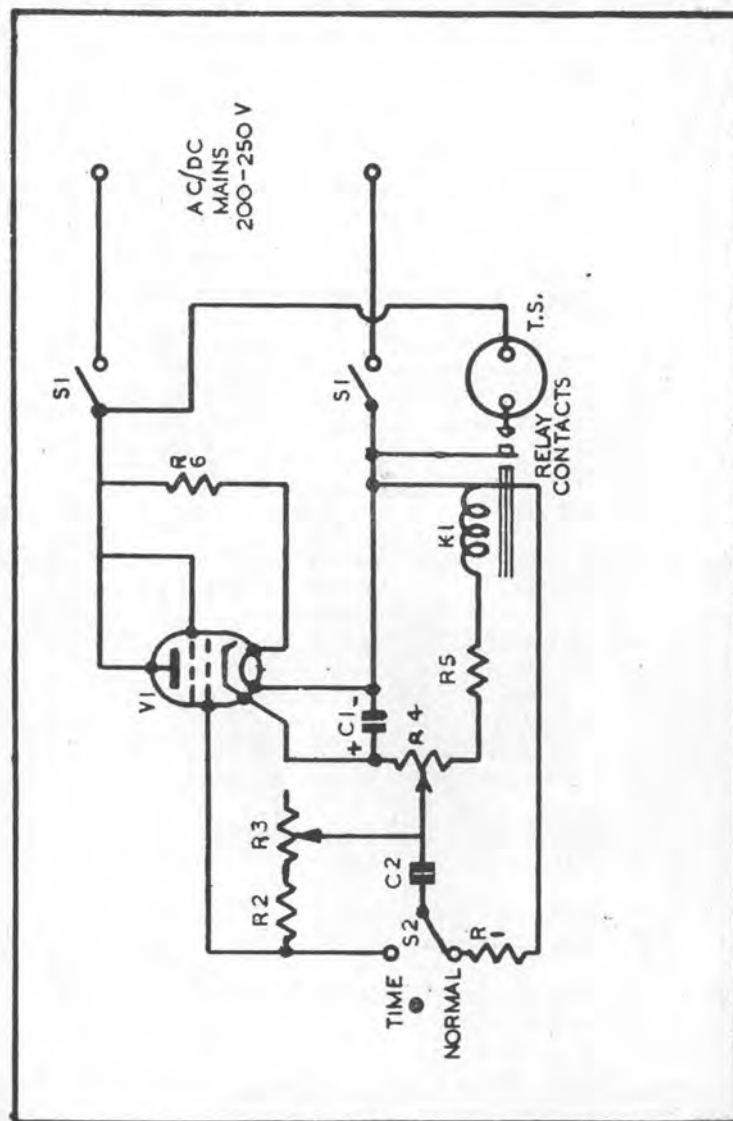 S1
AC/DC
MAINS
200-250 V
V1
R
6
S1
T.S.
RELAY
CONTACTS
K1
R5
+ C1 -
R4
R3
R2
C2
S2
TIME
NORMAL
R
1